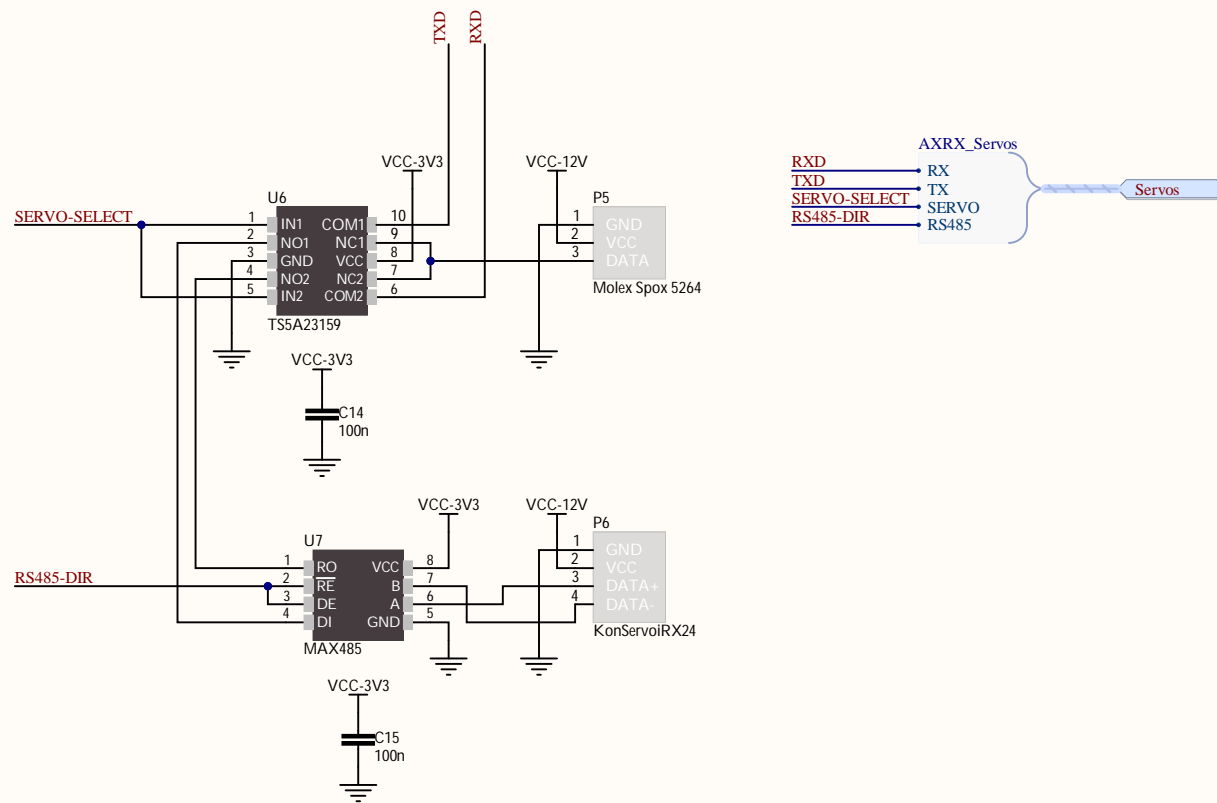 TXD
RXD
VCC-3V3
U6
SERVO-SELECT
1 IN1 COM1 10
2 NO1 NC1 9
3 GND VCC 8
4 NO2 NC2 7
5 IN2 COM2 6
TS5A23159
VCC-12V
P5
1 GND
2 VCC
3 DATA
Molex Spox 5264
AXRX_Servos
RXD RX
TXD TX
SERVO-SELECT SERVO
RS485-DIR RS485
Servos
VCC-3V3
C14
100n
VCC-3V3
U7
RS485-DIR
1 RO VCC 8
2 RE B 7
3 DE A 6
4 DI GND 5
MAX485
VCC-12V
P6
1 GND
2 VCC
3 DATA+
4 DATA-
KonServoiRX24
VCC-3V3
C15
100n